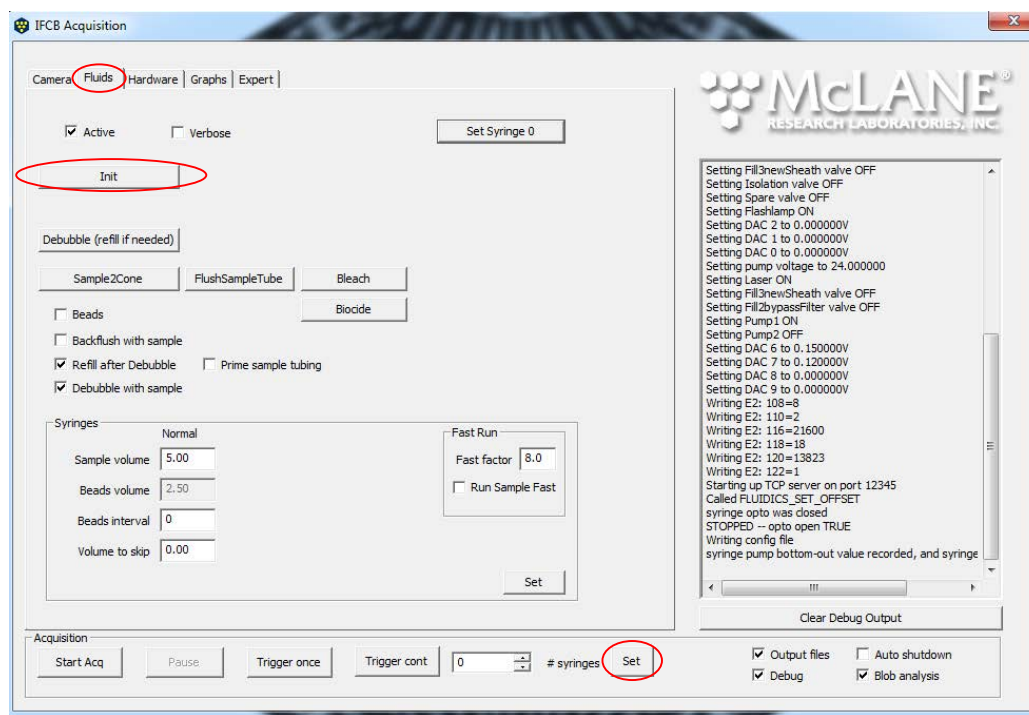 IFCB Acquisition
X
Camera Fluids Hardware Graphs Expert
McLANE®
RESEARCH LABORATORIES, INC.
Active
Verbose
Set Syringe 0
Init
Debubble (refill if needed)
Sample2Cone
FlushSampleTube
Bleach
Biocide
Beads
Backflush with sample
Refill after Debubble
Prime sample tubing
Debubble with sample
Syringes
Normal
Sample volume 5.00
Beads volume 2.50
Beads interval 0
Volume to skip 0.00
Fast Run
Fast factor 8.0
Run Sample Fast
Set
Setting Fill3newSheath valve OFF
Setting Isolation valve OFF
Setting Spare valve OFF
Setting Flashlamp ON
Setting DAC 2 to 0.000000V
Setting DAC 1 to 0.000000V
Setting DAC 0 to 0.000000V
Setting pump voltage to 24.000000
Setting Laser ON
Setting Fill3newSheath valve OFF
Setting Fill2bypassFilter valve OFF
Setting Pump1 ON
Setting Pump2 OFF
Setting DAC 6 to 0.150000V
Setting DAC 7 to 0.120000V
Setting DAC 8 to 0.000000V
Setting DAC 9 to 0.000000V
Writing E2: 108=8
Writing E2: 110=2
Writing E2: 116=21600
Writing E2: 118=18
Writing E2: 120=13823
Writing E2: 122=1
Starting up TCP server on port 12345
Called FLUIDICS_SET_OFFSET
syringe opto was closed
STOPPED -- opto open TRUE
Writing config file
syringe pump bottom-out value recorded, and syringe
Clear Debug Output
Acquisition
Start Acq
Pause
Trigger once
Trigger cont
0
# syringes
Set
Output files
Auto shutdown
Debug
Blob analysis